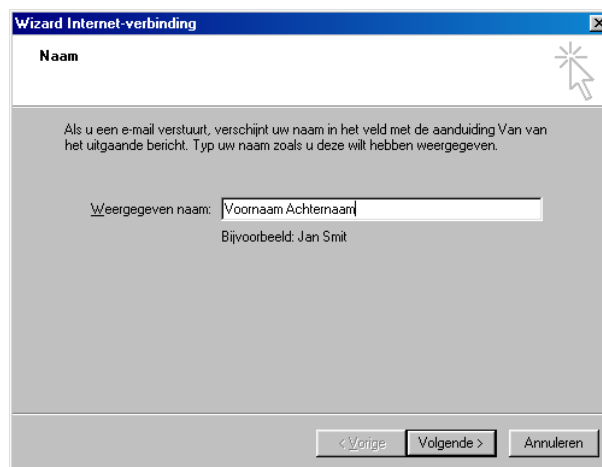 Wizard Internet-verbinding
Naam
Als u een e-mail verstuurt, verschijnt uw naam in het veld met de aanduiding Van van
het uitgaande bericht. Typ uw naam zoals u deze wilt hebben weergegeven.
Weergegeven naam: Voornaam Achternaam
Bijvoorbeeld: Jan Smit
< Vorige Volgende > Annuleren